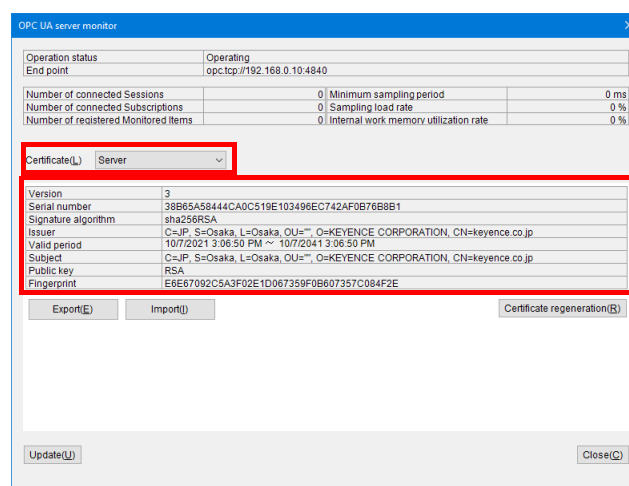 OPC UA server monitor
Operation status Operating
End point opc.tcp://192.168.0.10:4840
Number of connected Sessions 0 Minimum sampling period 0 ms
Number of connected Subscriptions 0 Sampling load rate 0 %
Number of registered Monitored Items 0 Internal work memory utilization rate 0 %
Certificate(L) Server
Version 3
Serial number 38B65A58444CA0C519E103496EC742AF0B76B8B1
Signature algorithm sha256RSA
Issuer C=JP, S=Osaka, L=Osaka, OU="", O=KEYENCE CORPORATION, CN=keyence.co.jp
Valid period 10/7/2021 3:06:50 PM ~ 10/7/2041 3:06:50 PM
Subject C=JP, S=Osaka, L=Osaka, OU="", O=KEYENCE CORPORATION, CN=keyence.co.jp
Public key RSA
Fingerprint E6E67092C5A3F02E1D067359F0B607357C084F2E
Export(E) Import(I) Certificate regeneration(R)
Update(U) Close(C)